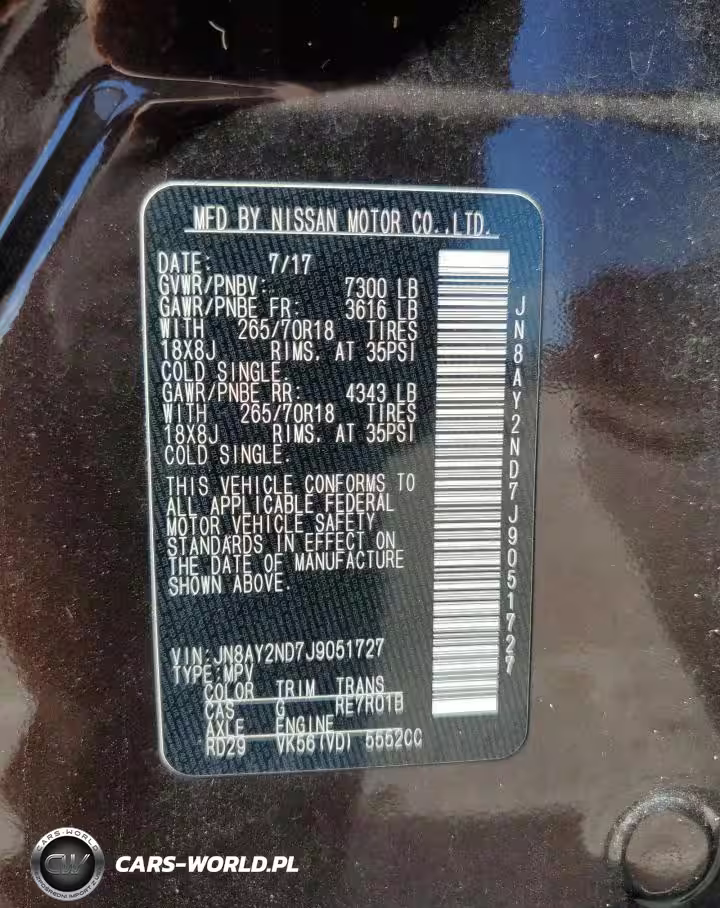 MFD BY NISSAN MOTOR CO.,LTD.
DATE: 7/17
GVWR/PNBV: 7300 LB
GAWR/PNBE FR: 3616 LB
WITH 265/70R18 TIRES
18X8J RIMS. AT 35PSI
COLD SINGLE.
GAWR/PNBE RR: 4343 LB
WITH 265/70R18 TIRES
18X8J RIMS. AT 35PSI
COLD SINGLE.
THIS VEHICLE CONFORMS TO
ALL APPLICABLE FEDERAL
MOTOR VEHICLE SAFETY
STANDARDS IN EFFECT ON
THE DATE OF MANUFACTURE
SHOWN ABOVE.
VIN:JN8AY2ND7J9051727
TYPE:MPV
COLOR TRIM TRANS
CAS G RE7R01B
AXLE ENGINE
RD29 VK56(VD) 5552CC
JN8AY2ND7J9051727
CARS-WORLD
CW
CARS-WORLD.PL